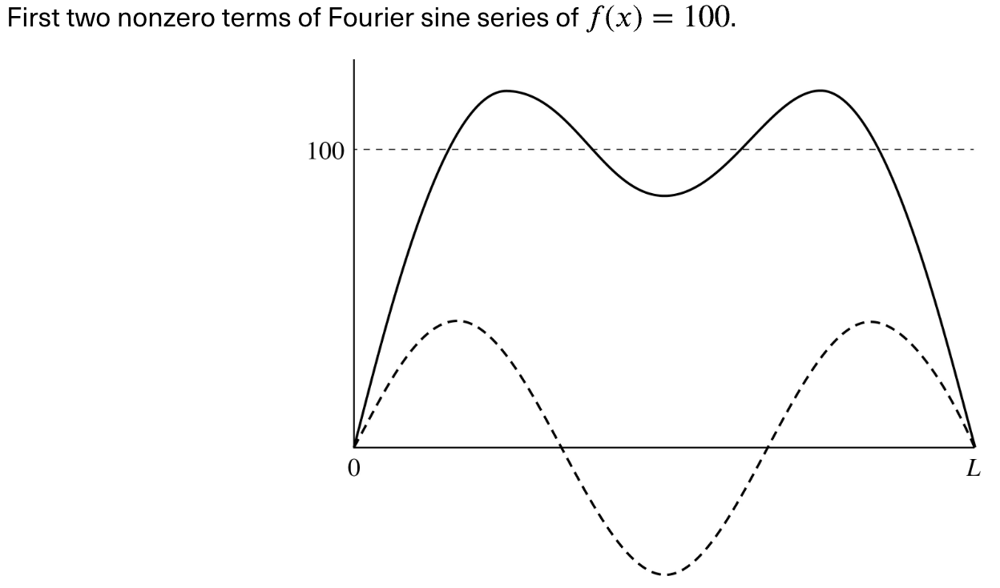 First two nonzero terms of Fourier sine series of f(x) = 100.
100
0
L